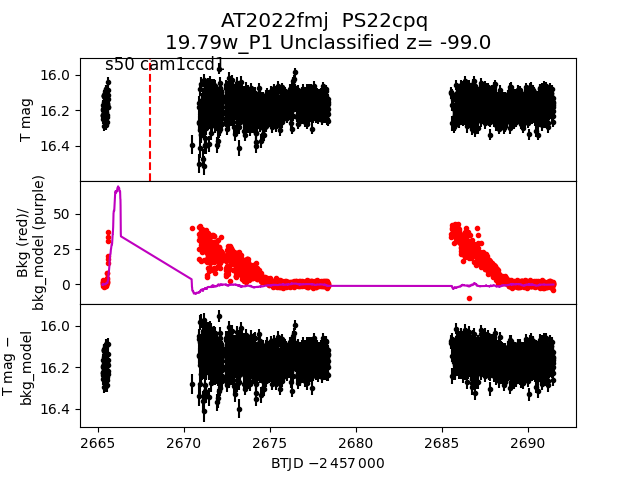 AT2022fmj  PS22cpq
19.79w_P1 Unclassified z= -99.0
s50 cam1ccd1
16.0
16.2
16.4
T mag
50
25
0
Bkg (red)/
bkg_model (purple)
16.0
16.2
16.4
T mag −
bkg_model
2665 2670 2675 2680 2685 2690
BTJD −2 457 000